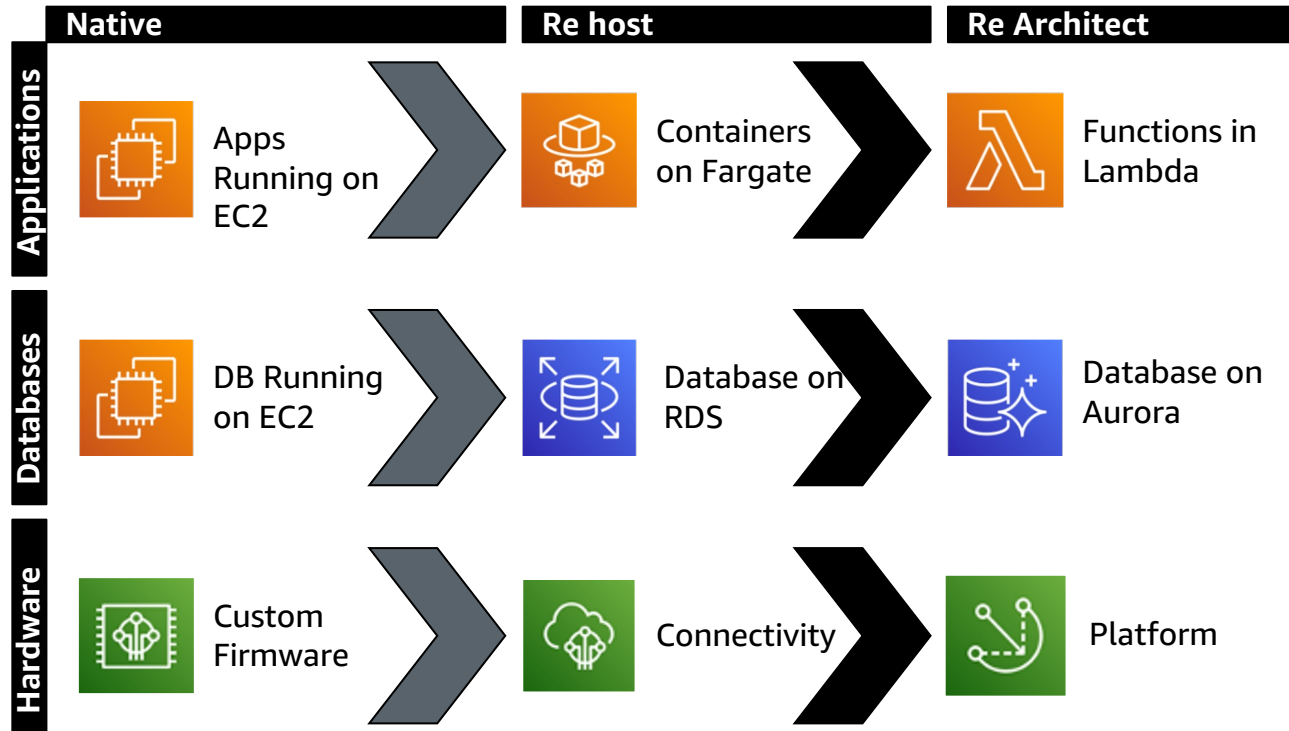 Native
Re host
Re Architect
Applications
Apps
Running on
EC2
Containers
on Fargate
Functions in
Lambda
Databases
DB Running
on EC2
Database on
RDS
Database on
Aurora
Hardware
Custom
Firmware
Connectivity
Platform